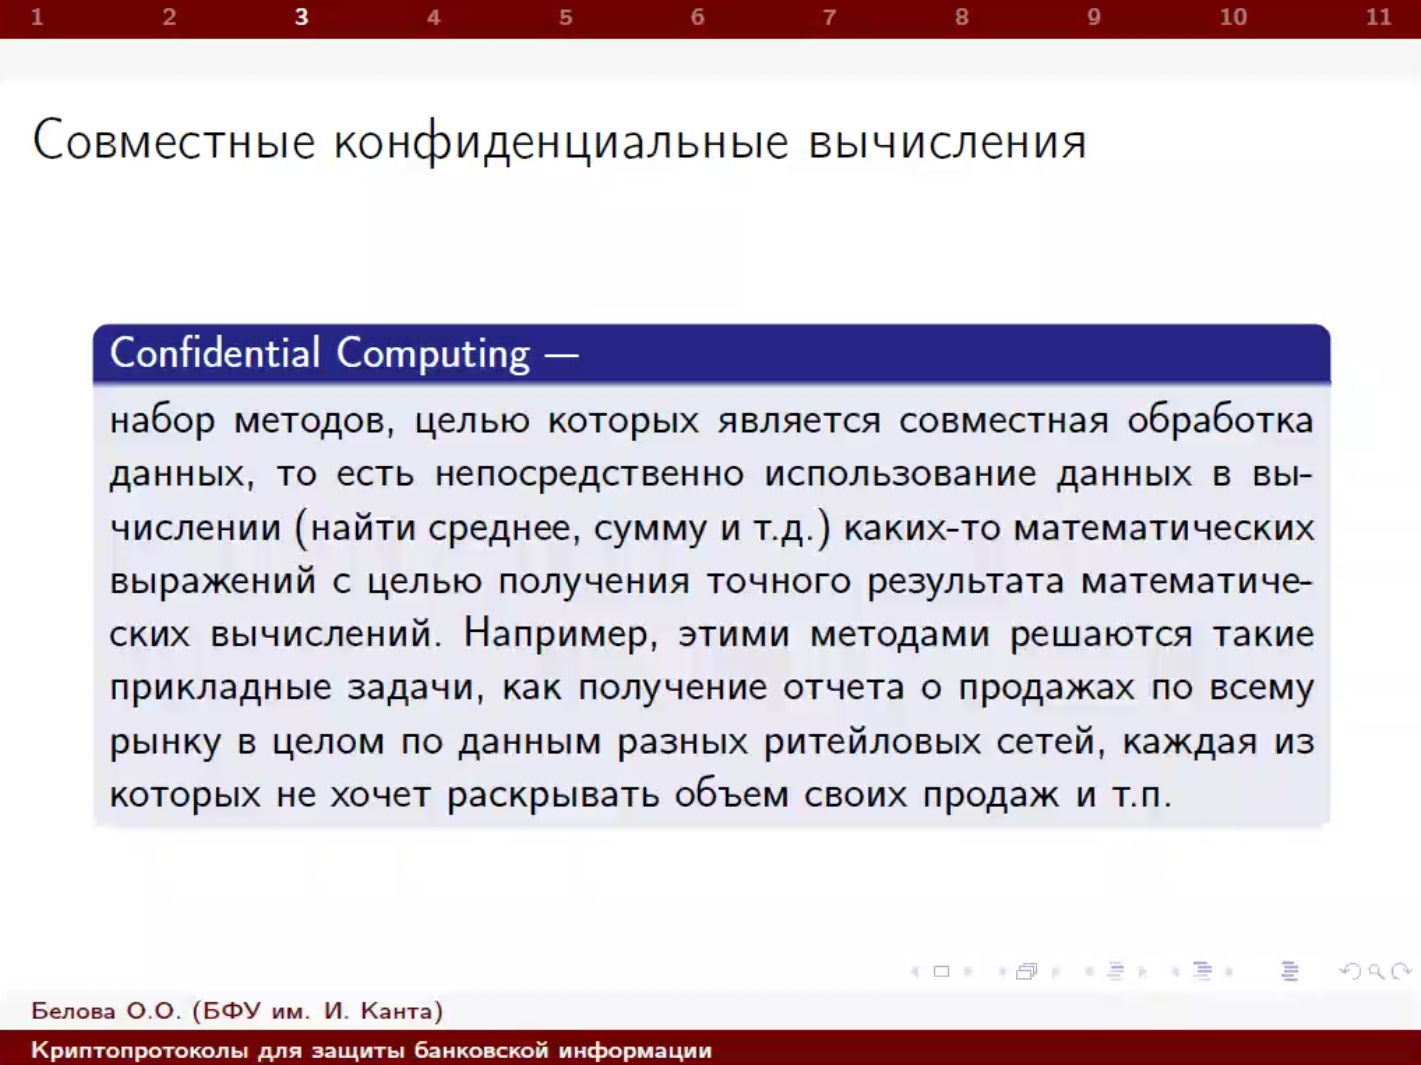 1 2 3 4 5 6 7 8 9 10 11
Совместные конфиденциальные вычисления
Confidential Computing —
набор методов, целью которых является совместная обработка
данных, то есть непосредственно использование данных в вы-
числении (найти среднее, сумму и т.д.) каких-то математических
выражений с целью получения точного результата математиче-
ских вычислений. Например, этими методами решаются такие
прикладные задачи, как получение отчета о продажах по всему
рынку в целом по данным разных ритейловых сетей, каждая из
которых не хочет раскрывать объем своих продаж и т.п.
Белова О.О. (БФУ им. И. Канта)
Криптопротоколы для защиты банковской информации